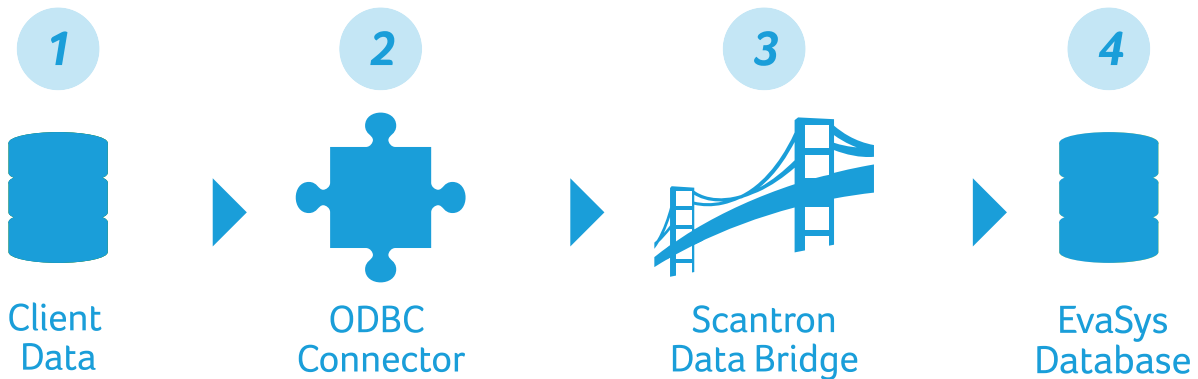 1
2
3
4
Client
Data
ODBC
Connector
Scantron
Data Bridge
EvaSys
Database